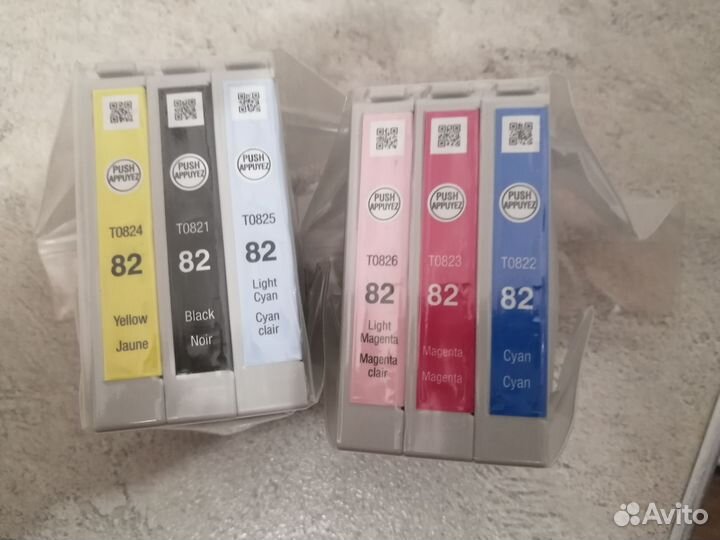 PUSH
APPUYEZ
T0824
82
Yellow
Jaune
PUSH
APPUYEZ
T0821
82
Black
Noir
PUSH
APPUYEZ
T0825
82
Light
Cyan
Cyan
clair
PUSH
APPUYEZ
T0826
82
Light
Magenta
Magenta
clair
PUSH
APPUYEZ
T0823
82
Magenta
Magenta
PUSH
APPUYEZ
T0822
82
Cyan
Cyan
Avito